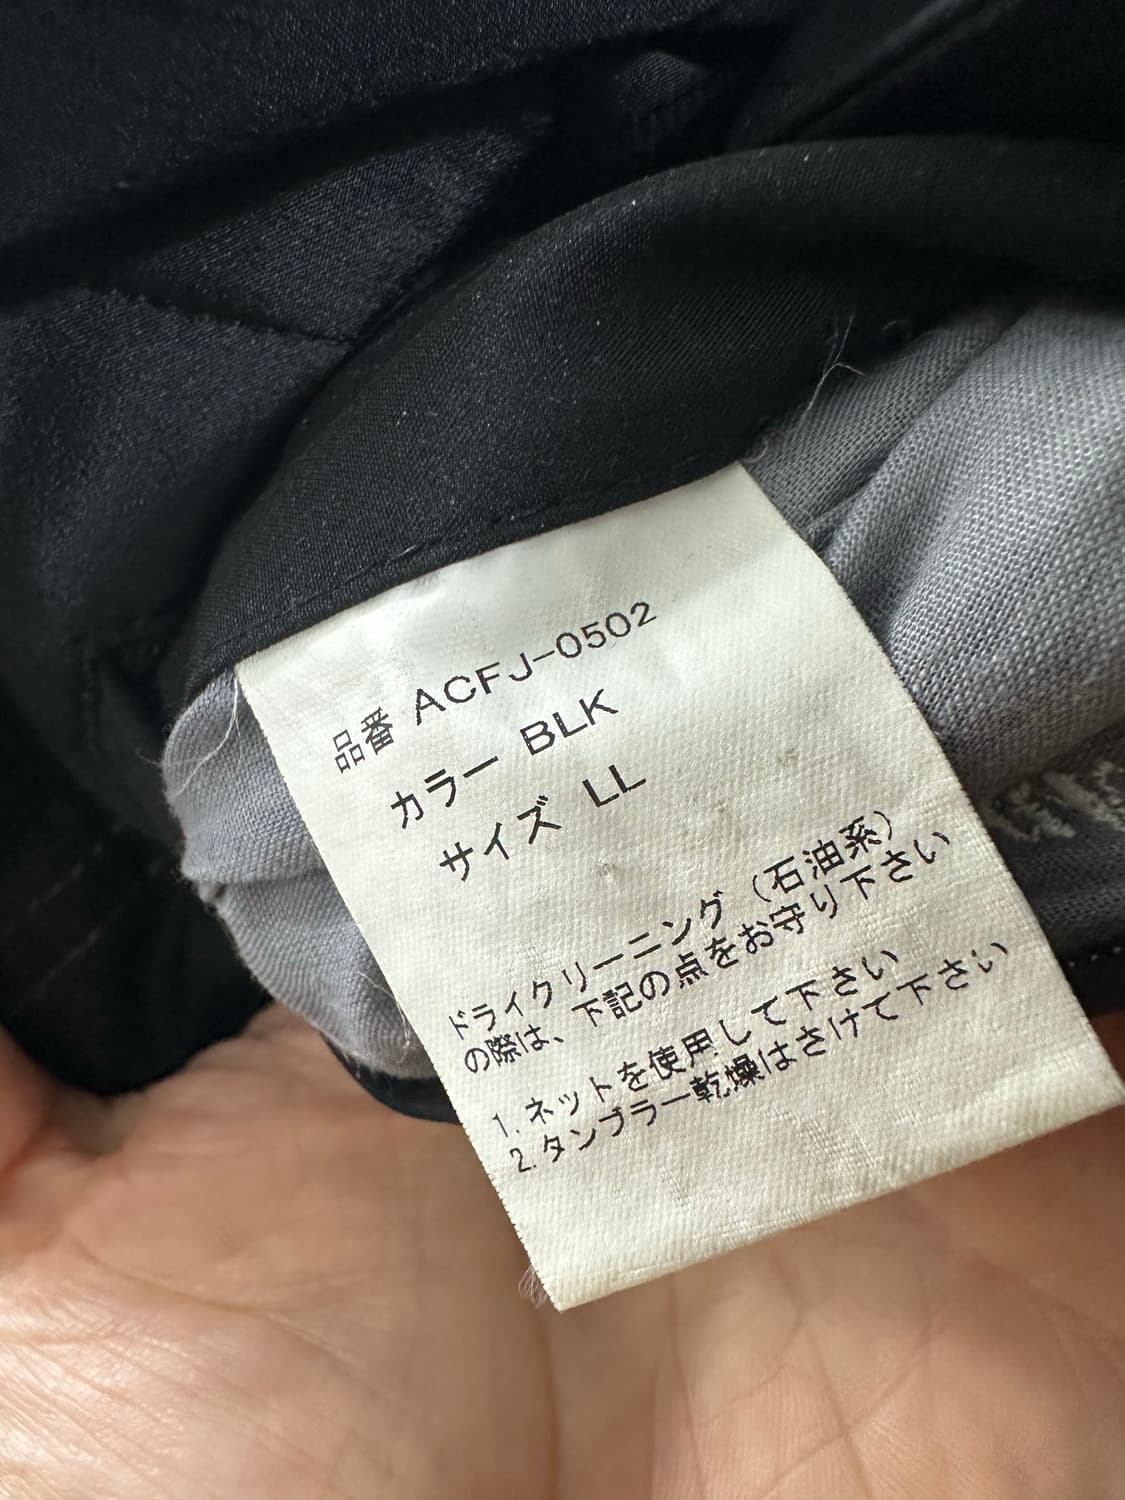 品番 ACFJ-0502
カラー BLK
サイズ LL
ドライクリーニング（石油系）
の際は、下記の点をお守り下さい
1. ネットを使用して下さい
2. タンブラー乾燥はさけて下さい